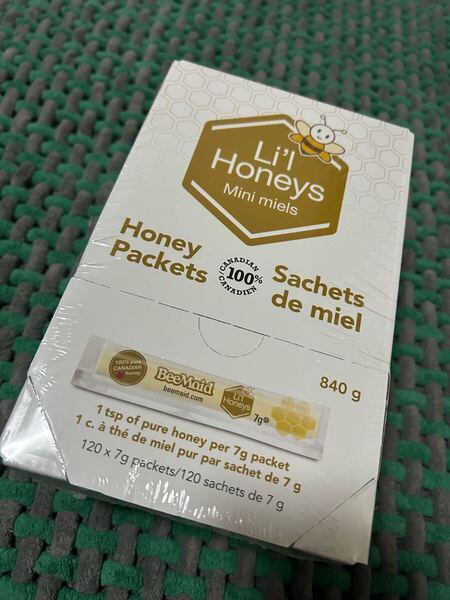 Li'l
Honeys
Mini miels
Honey
Packets
CANADIAN
100%
CANADIEN
Sachets
de miel
840 g
100% pure
CANADIAN
honey
BeeMaid
beemaid.com
Li'l
Honeys
7g
1 tsp of pure honey per 7g packet
1 c. à thé de miel pur par sachet de 7 g
120 x 7g packets/120 sachets de 7 g